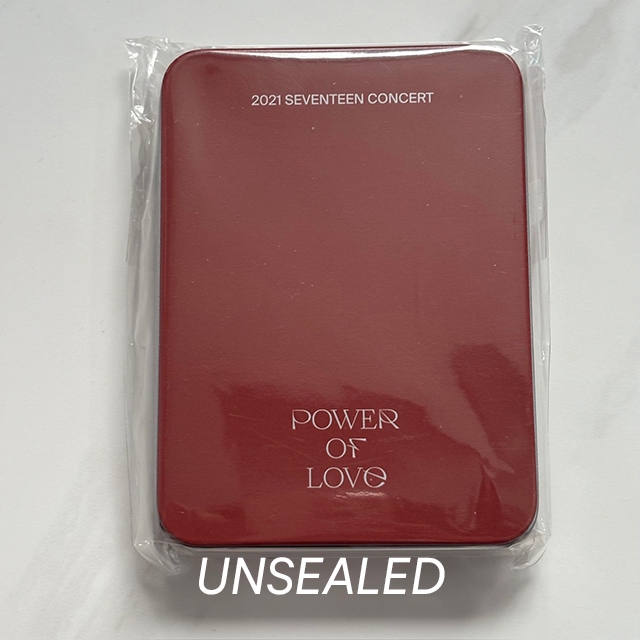 2021 SEVENTEEN CONCERT
POWER
OF
LOVE
UNSEALED